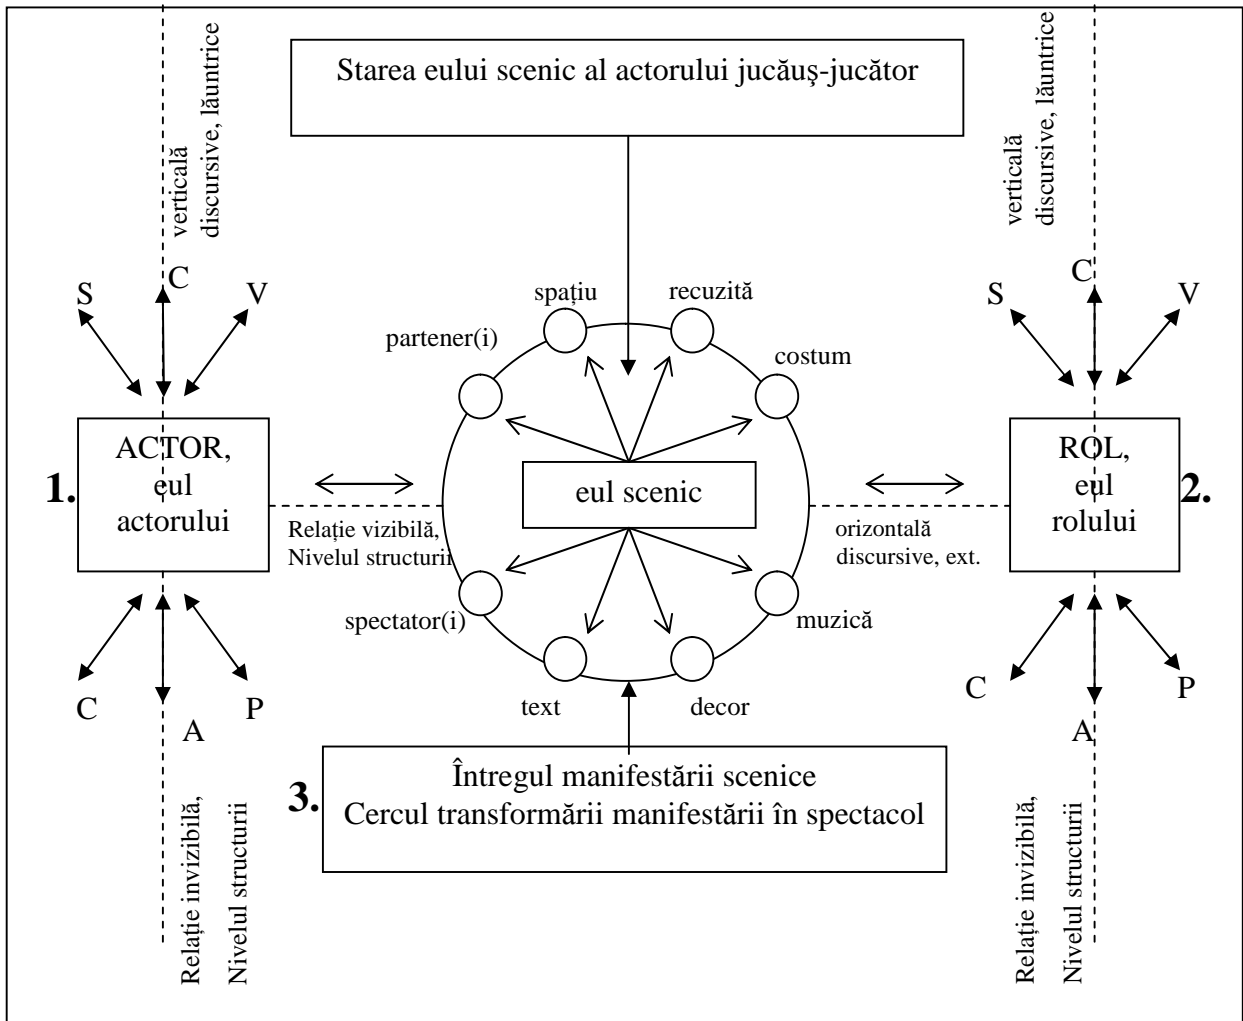 Starea eului scenic al actorului jucăuş-jucător
verticală
discursive, lăuntrice
verticală
discursive, lăuntrice
S
C
V
S
C
V
spațiu
recuzită
partener(i)
costum
1.
ACTOR,
eul
actorului
eul scenic
ROL,
eul
rolului
2.
Relație vizibilă,
Nivelul structurii
orizontală
discursive, ext.
spectator(i)
muzică
text
decor
C
A
P
C
A
P
3.
Întregul manifestării scenice
Cercul transformării manifestării în spectacol
Relație invizibilă,
Nivelul structurii
Relație invizibilă,
Nivelul structurii